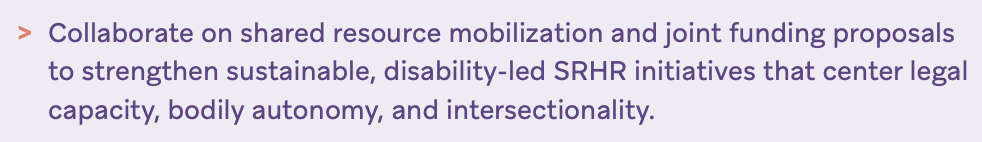 > Collaborate on shared resource mobilization and joint funding proposals
to strengthen sustainable, disability-led SRHR initiatives that center legal
capacity, bodily autonomy, and intersectionality.